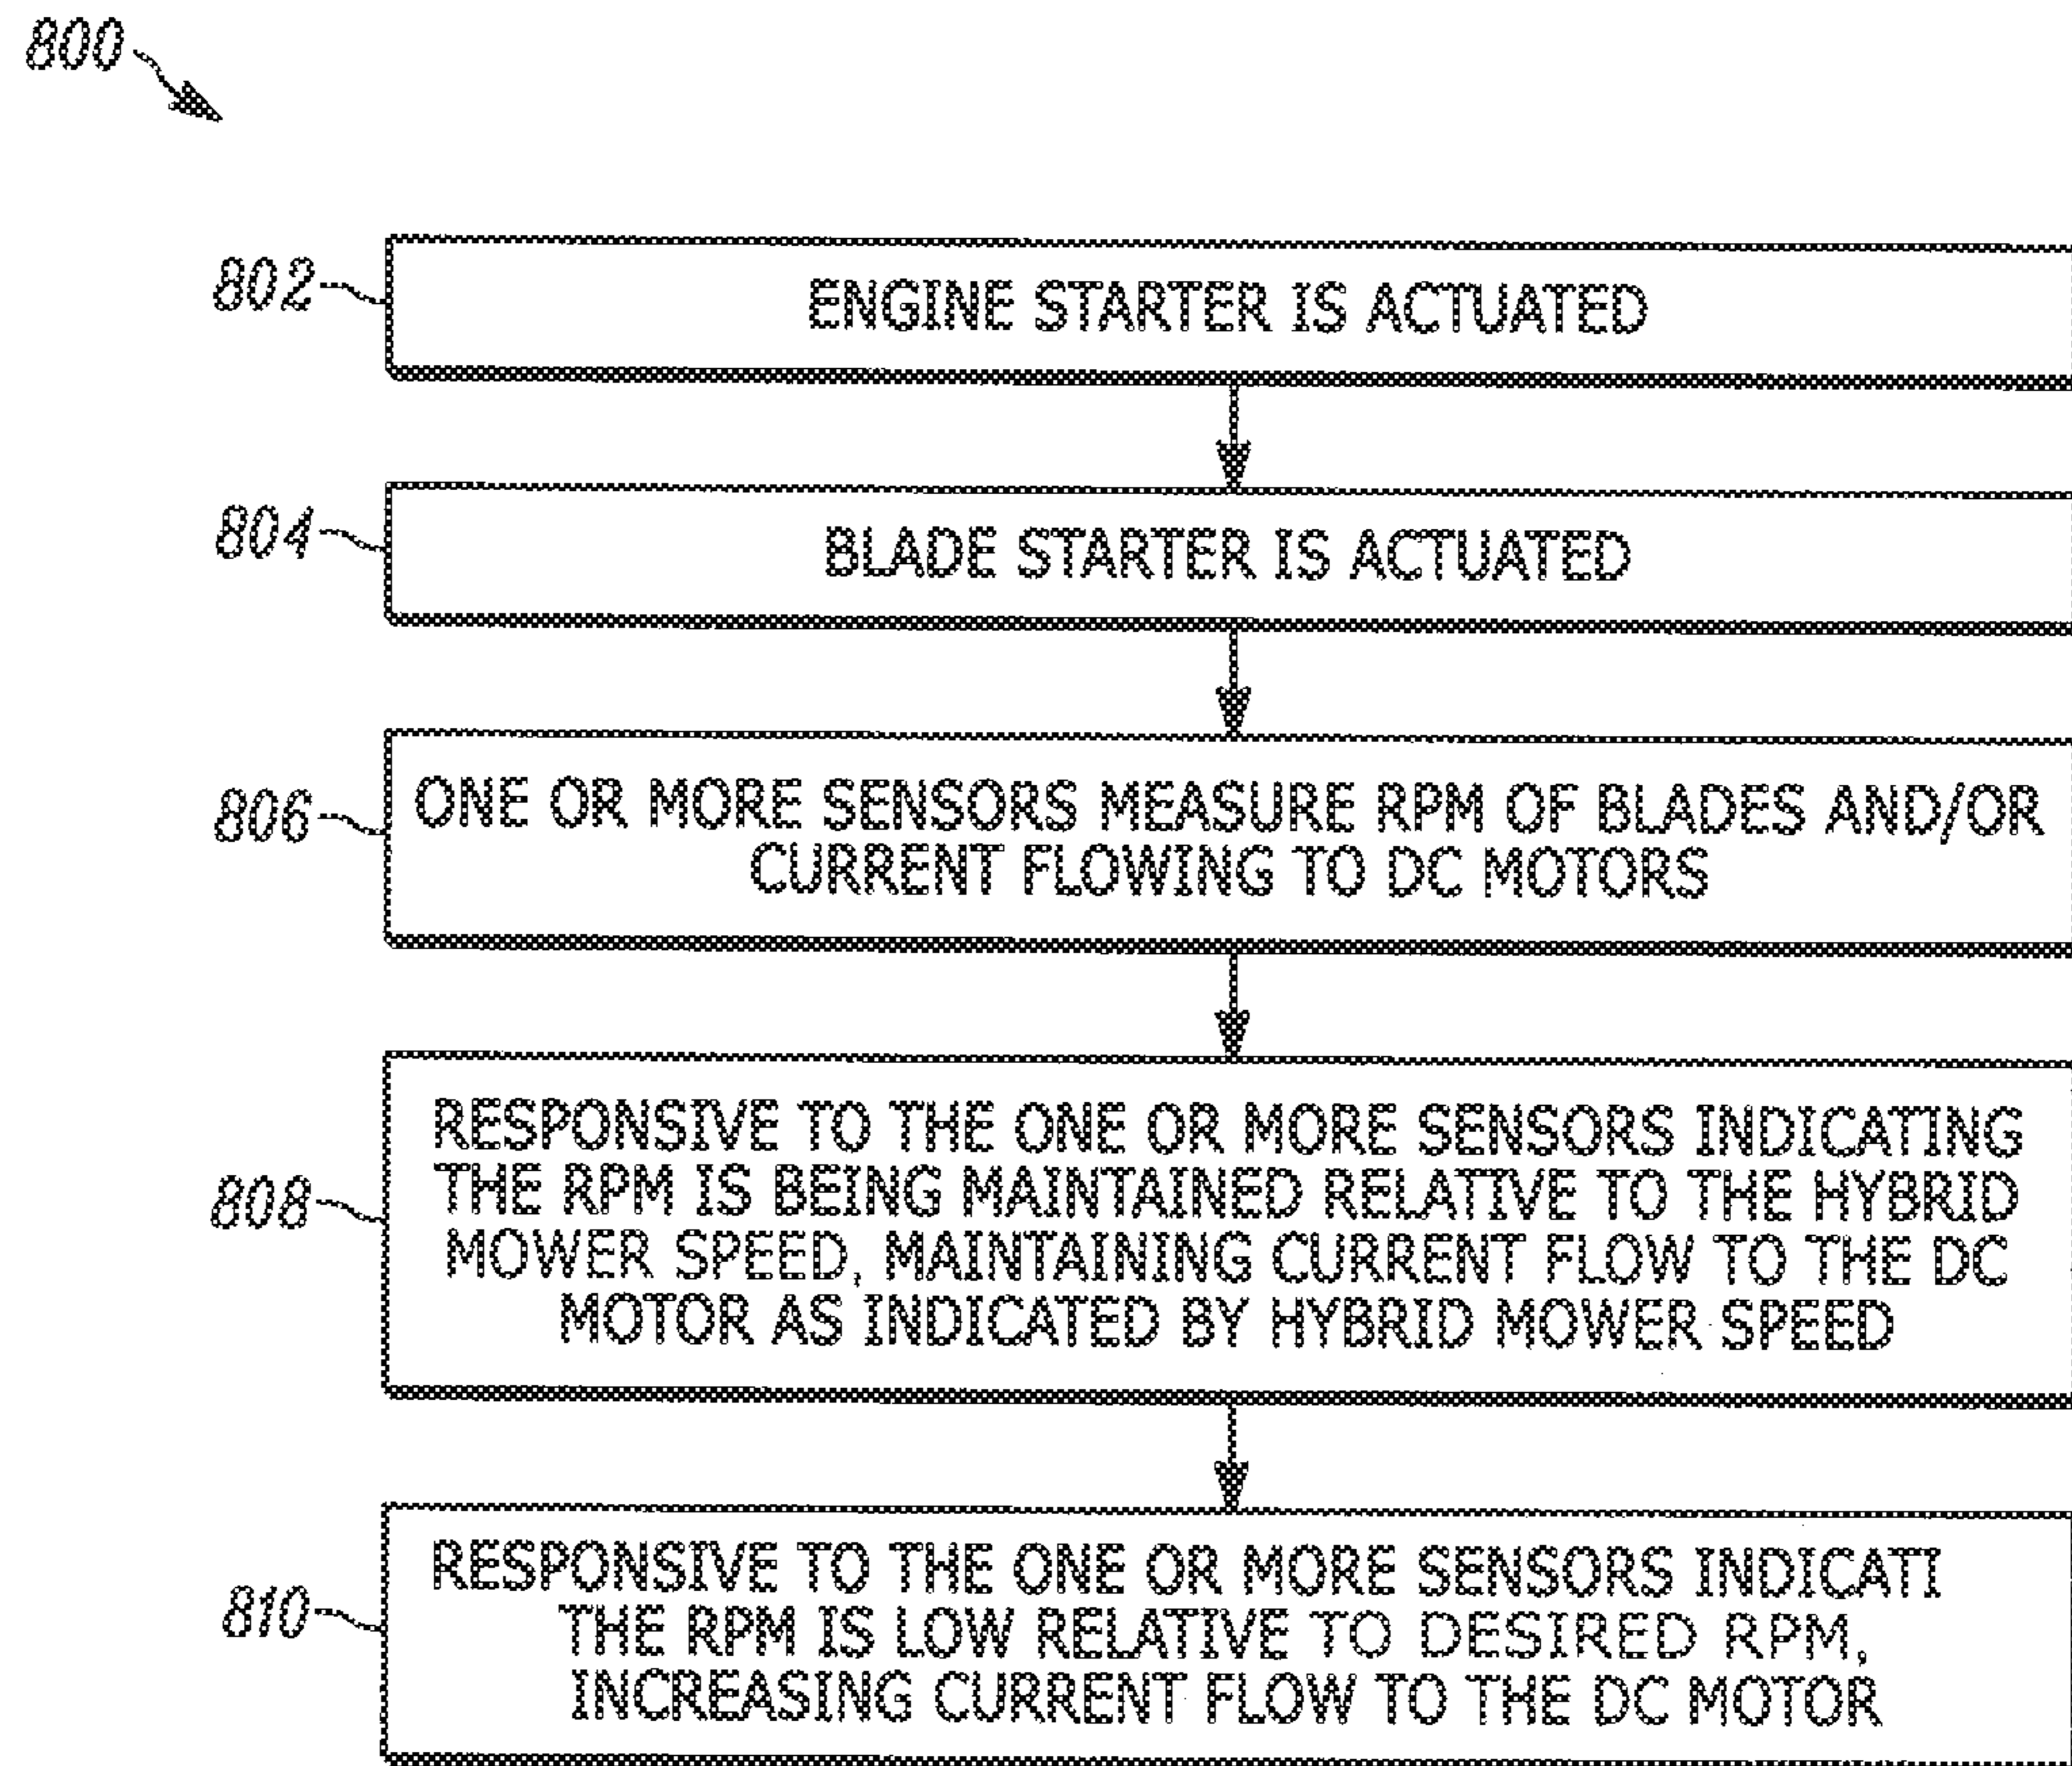 800
802
ENGINE STARTER IS ACTUATED
804
BLADE STARTER IS ACTUATED
806
ONE OR MORE SENSORS MEASURE RPM OF BLADES AND/OR
CURRENT FLOWING TO DC MOTORS
808
RESPONSIVE TO THE ONE OR MORE SENSORS INDICATING
THE RPM IS BEING MAINTAINED RELATIVE TO THE HYBRID
MOWER SPEED, MAINTAINING CURRENT FLOW TO THE DC
MOTOR AS INDICATED BY HYBRID MOWER SPEED
810
RESPONSIVE TO THE ONE OR MORE SENSORS INDICATI
THE RPM IS LOW RELATIVE TO DESIRED RPM,
INCREASING CURRENT FLOW TO THE DC MOTOR